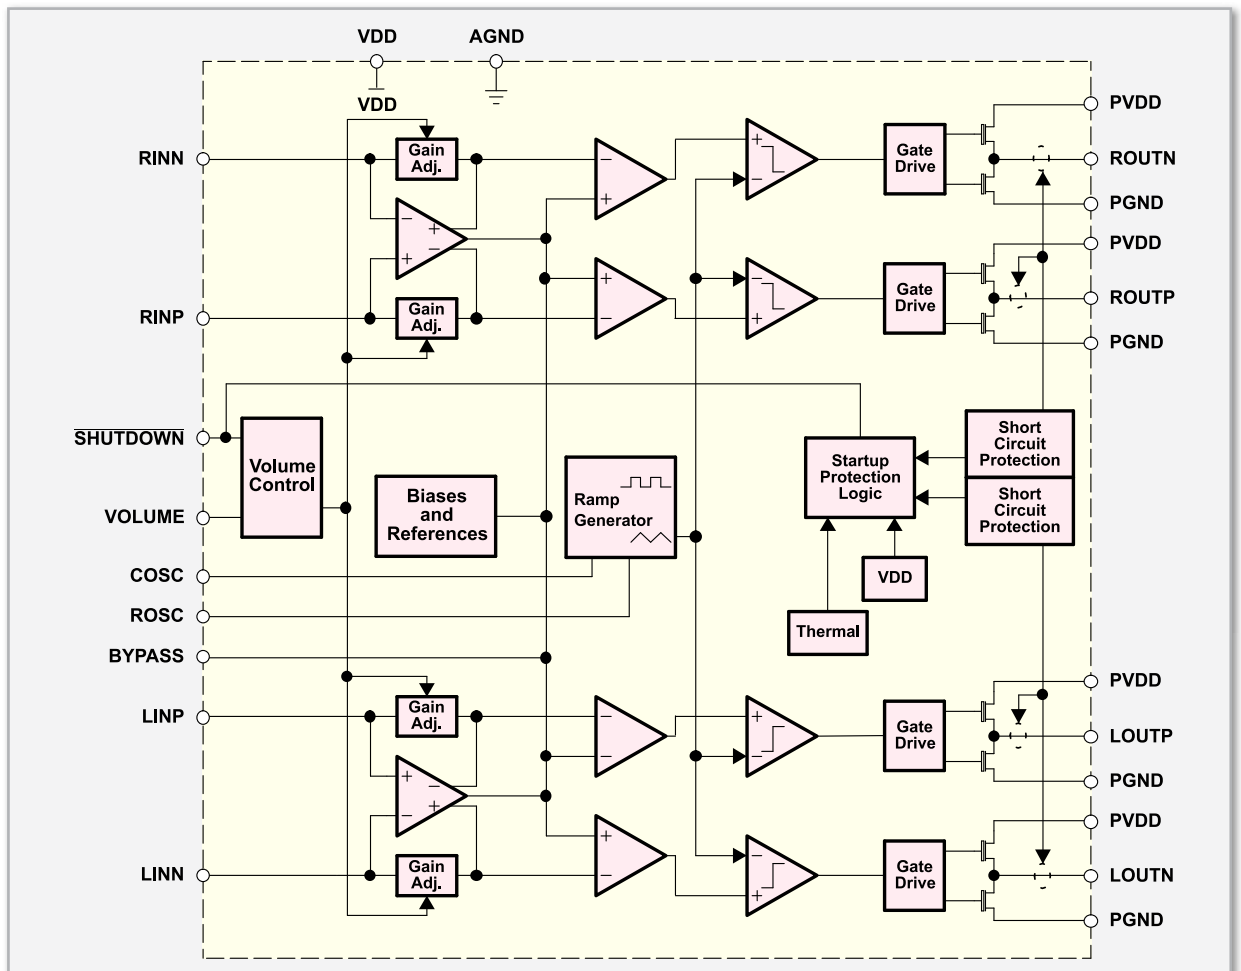 VDD
AGND
VDD
RINN
Gain
Adj.
−
+
+
−
Gate
Drive
PVDD
ROUTN
PGND
−
+
−
+
RINP
Gain
Adj.
+
−
−
+
Gate
Drive
PVDD
ROUTP
PGND
SHUTDOWN
VOLUME
Volume
Control
Biases
and
References
Ramp
Generator
Startup
Protection
Logic
Short
Circuit
Protection
Short
Circuit
Protection
VDD
Thermal
COSC
ROSC
BYPASS
LINP
Gain
Adj.
−
−
+
−
Gate
Drive
PVDD
LOUTP
PGND
+
−
−
+
LINN
Gain
Adj.
+
−
−
+
Gate
Drive
PVDD
LOUTN
PGND